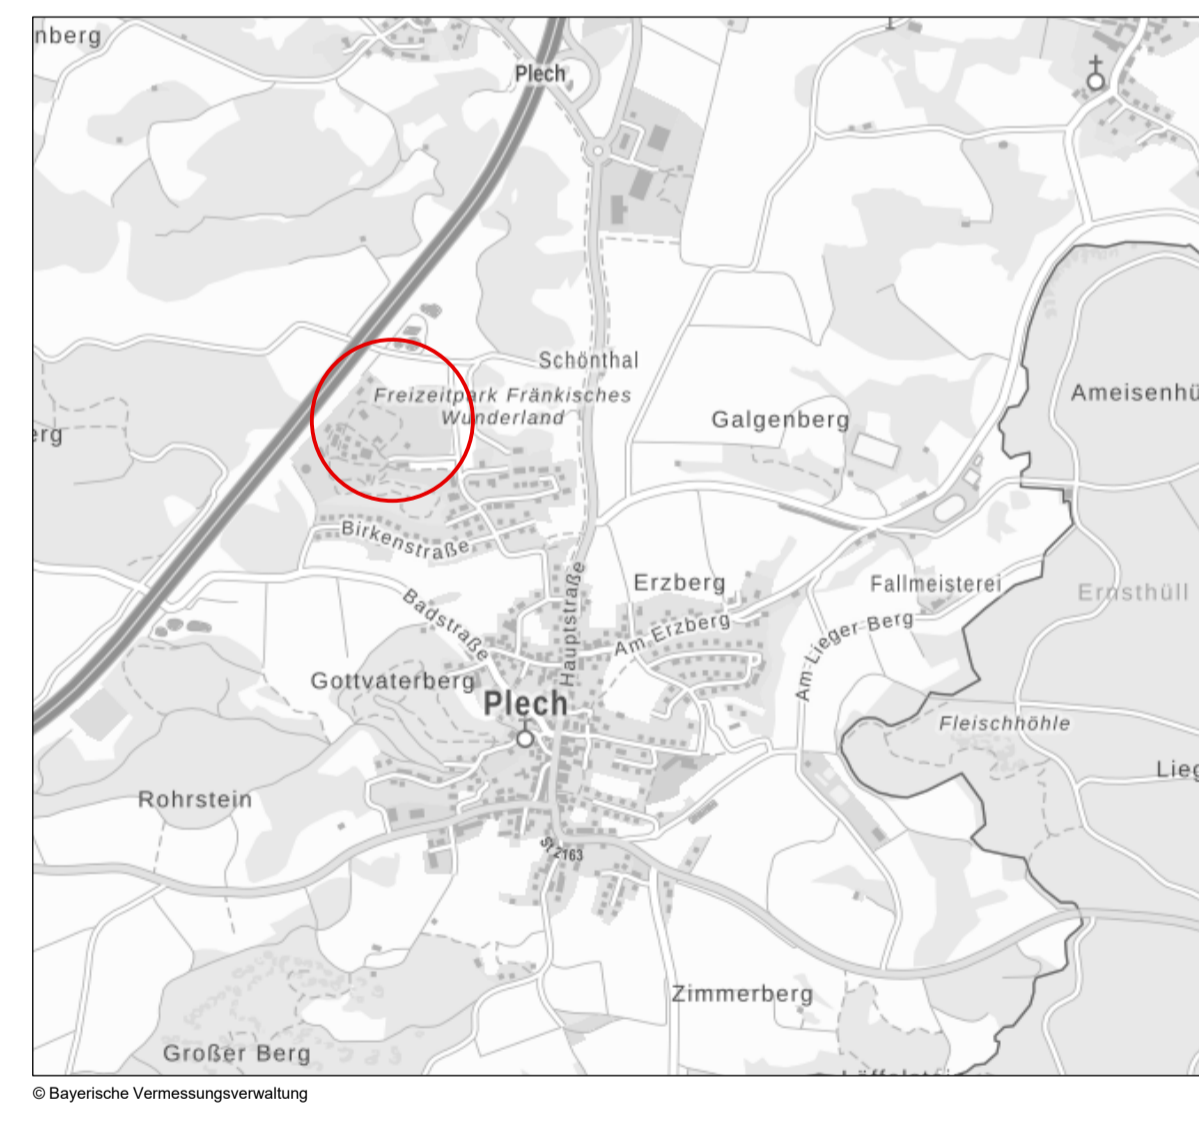 nberg
Plech
Schönthal
Freizeitpark Fränkisches
Wunderland
Ameisenhü
Galgenberg
erg
Birkenstraße
Hauptstraße
Erzberg
Fallmeisterei
Ernsthüll
Badstraße
Am Erzberg
Am Lieger Berg
Gottvaterberg
Plech
Fleischhöhle
Lieg
Rohrstein
St 2163
Zimmerberg
Großer Berg
© Bayerische Vermessungsverwaltung